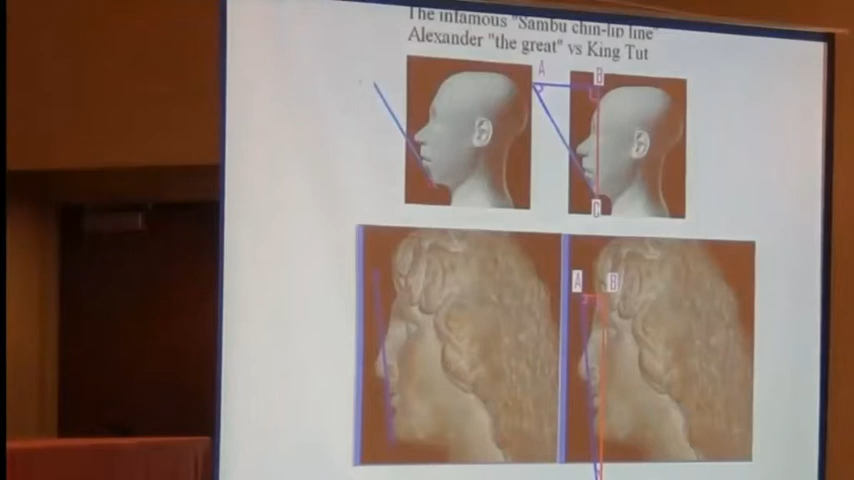 The infamous "Sambu chin-lip line"
Alexander "the great" vs King Tut
A
B
C
A
B